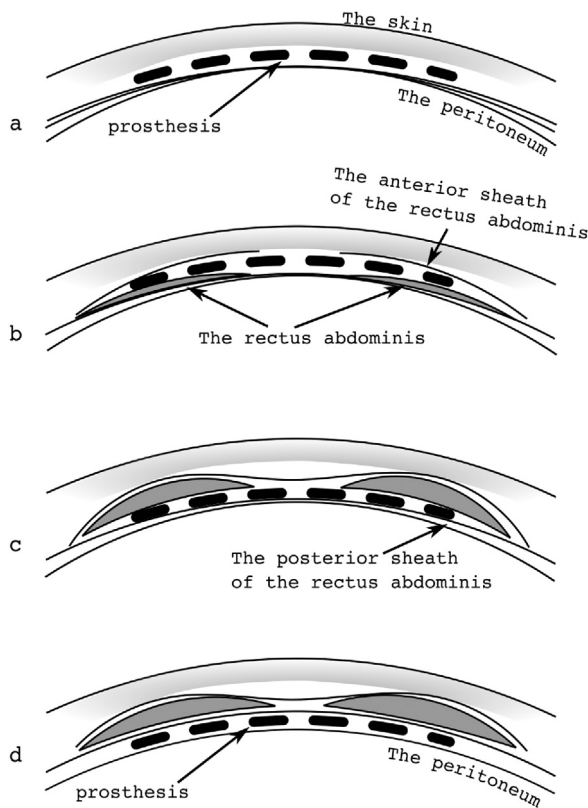 The skin
prosthesis
The peritoneum
a
The anterior sheath
of the rectus abdominis
b
The rectus abdominis
c
The posterior sheath
of the rectus abdominis
d
The peritoneum
prosthesis